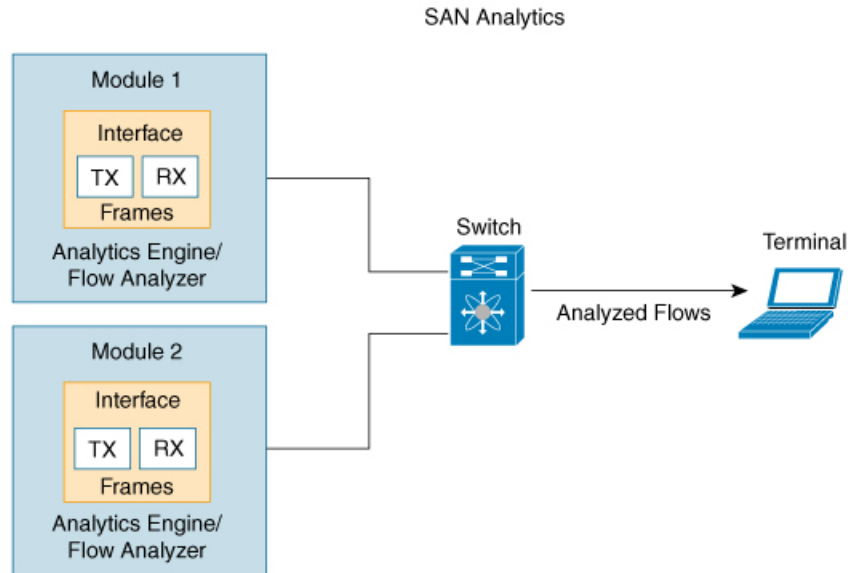 SAN Analytics
Module 1
Interface
TX
RX
Frames
Analytics Engine/
Flow Analyzer
Module 2
Interface
TX
RX
Frames
Analytics Engine/
Flow Analyzer
Switch
Analyzed Flows
Terminal